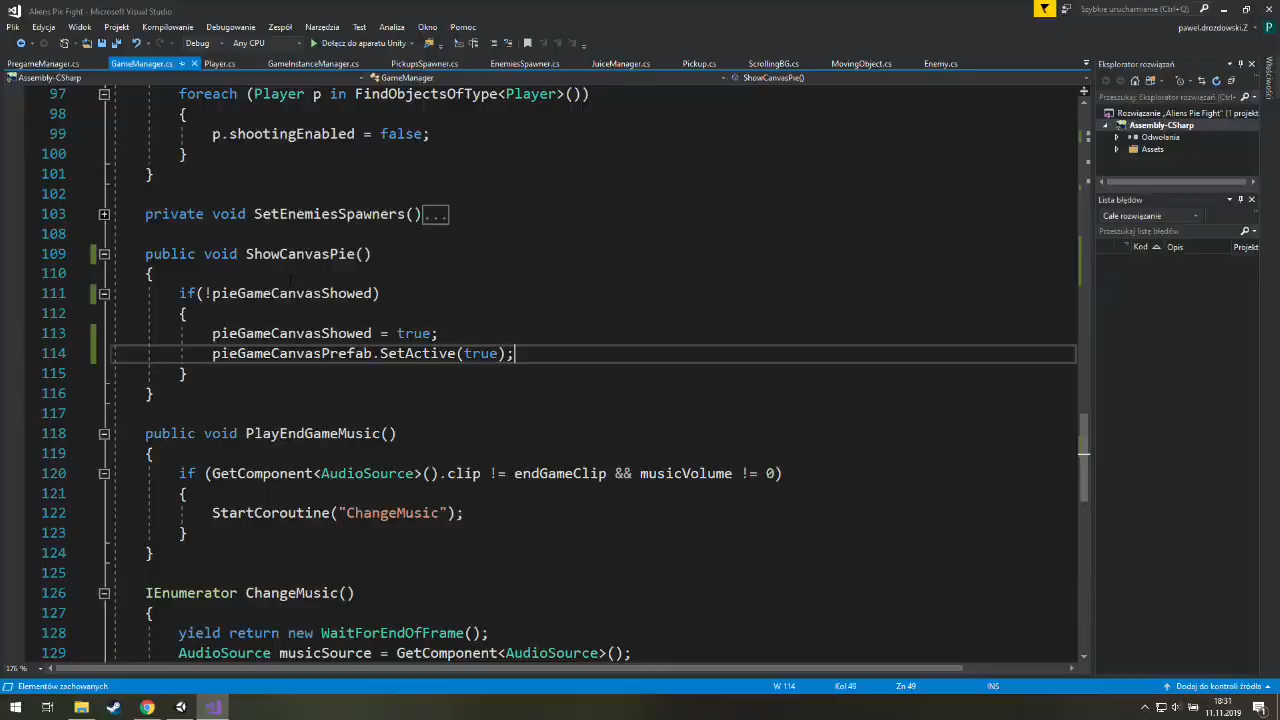 Aliens Pie Fight - Microsoft Visual Studio
Szybkie uruchamianie (Ctrl+Q)
Plik Edycja Widok Projekt Kompilowanie Debugowanie Zespół Narzędzia Test Analiza Okno Pomoc
pawel.drozdowski.Z P
Debug Any CPU Dołącz do aparatu Unity
PregameManager.cs GameManager.cs Player.cs GameInstanceManager.cs PickupsSpawner.cs EnemiesSpawner.cs JuiceManager.cs Pickup.cs ScrollingBG.cs MovingObject.cs Enemy.cs
Assembly-CSharp GameManager ShowCanvasPie()
97 foreach (Player p in FindObjectsOfType<Player>())
98 {
99 p.shootingEnabled = false;
100 }
101 }
102
103 private void SetEnemiesSpawners()...
108
109 public void ShowCanvasPie()
110 {
111 if(!pieGameCanvasShowed)
112 {
113 pieGameCanvasShowed = true;
114 pieGameCanvasPrefab.SetActive(true);
115 }
116 }
117
118 public void PlayEndGameMusic()
119 {
120 if (GetComponent<AudioSource>().clip != endGameClip && musicVolume != 0)
121 {
122 StartCoroutine("ChangeMusic");
123 }
124 }
125
126 IEnumerator ChangeMusic()
127 {
128 yield return new WaitForEndOfFrame();
129 AudioSource musicSource = GetComponent<AudioSource>();
176 %
Eksplorator rozwiązań
Przeszukaj: Eksplorator rozwiązań (Ctrl+
Rozwiązanie „Aliens Pie Fight" (1 projekt
Assembly-CSharp
Odwołania
Assets
Lista błędów
Całe rozwiązanie
Przeszukaj listę błędów
Kod Opis Projekt
Właściwości
Elementów zachowanych W 114 Kol 49 Zn 49 INS Dodaj do kontroli źródła
18:31
11.11.2019